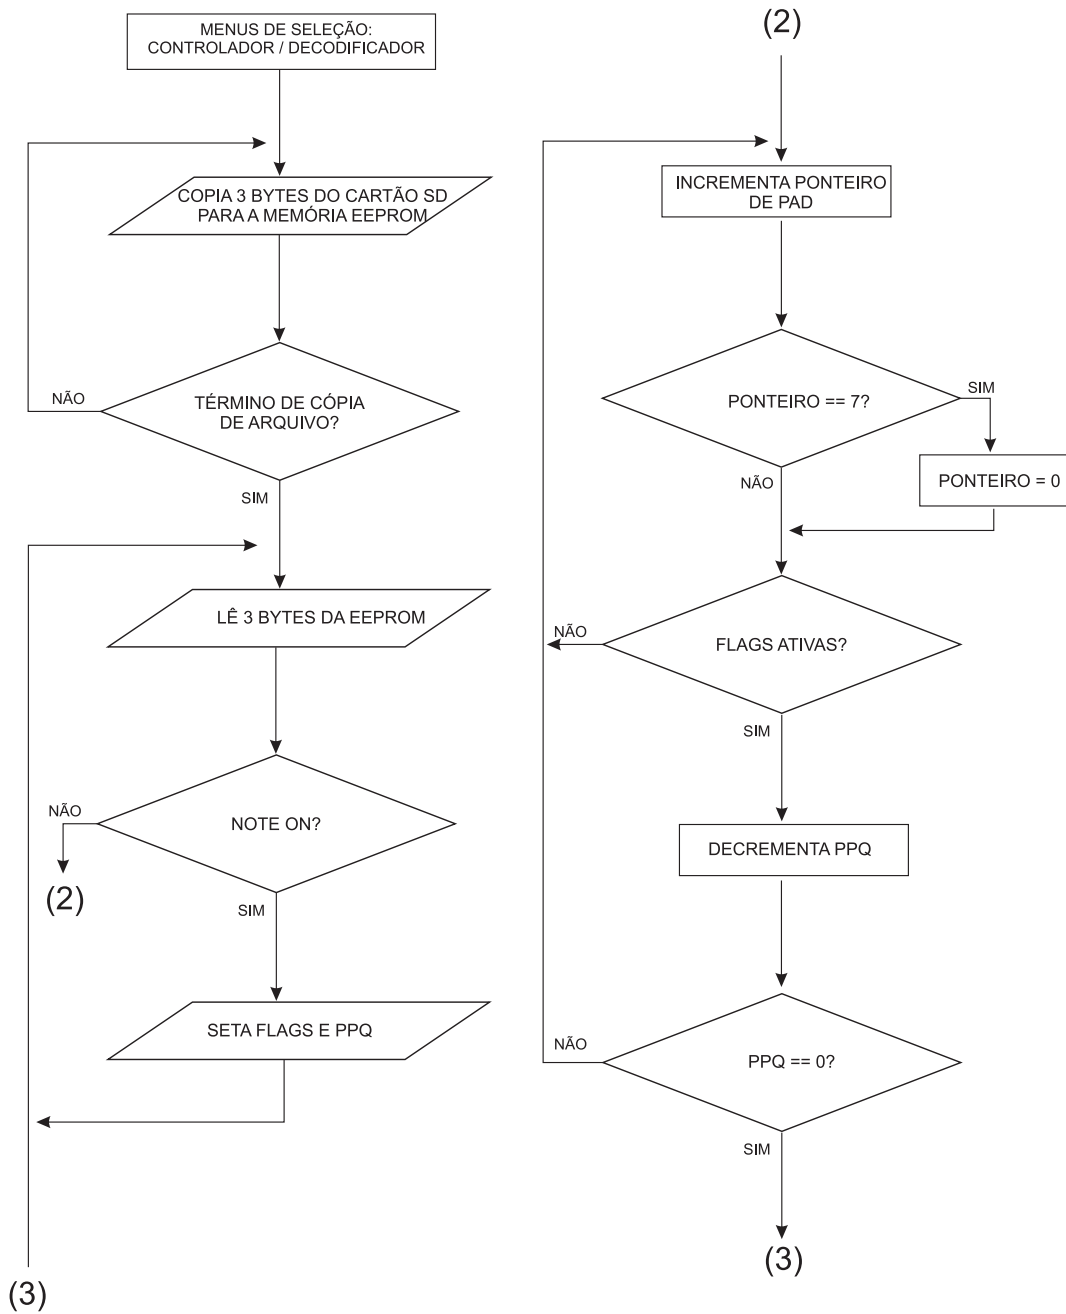 MENUS DE SELEÇÃO:
CONTROLADOR / DECODIFICADOR
COPIA 3 BYTES DO CARTÃO SD
PARA A MEMÓRIA EEPROM
NÃO
TÉRMINO DE CÓPIA
DE ARQUIVO?
SIM
LÊ 3 BYTES DA EEPROM
NÃO
NOTE ON?
(2)
SIM
SETA FLAGS E PPQ
(3)
(2)
INCREMENTA PONTEIRO
DE PAD
SIM
PONTEIRO == 7?
NÃO
PONTEIRO = 0
NÃO
FLAGS ATIVAS?
SIM
DECREMENTA PPQ
NÃO
PPQ == 0?
SIM
(3)